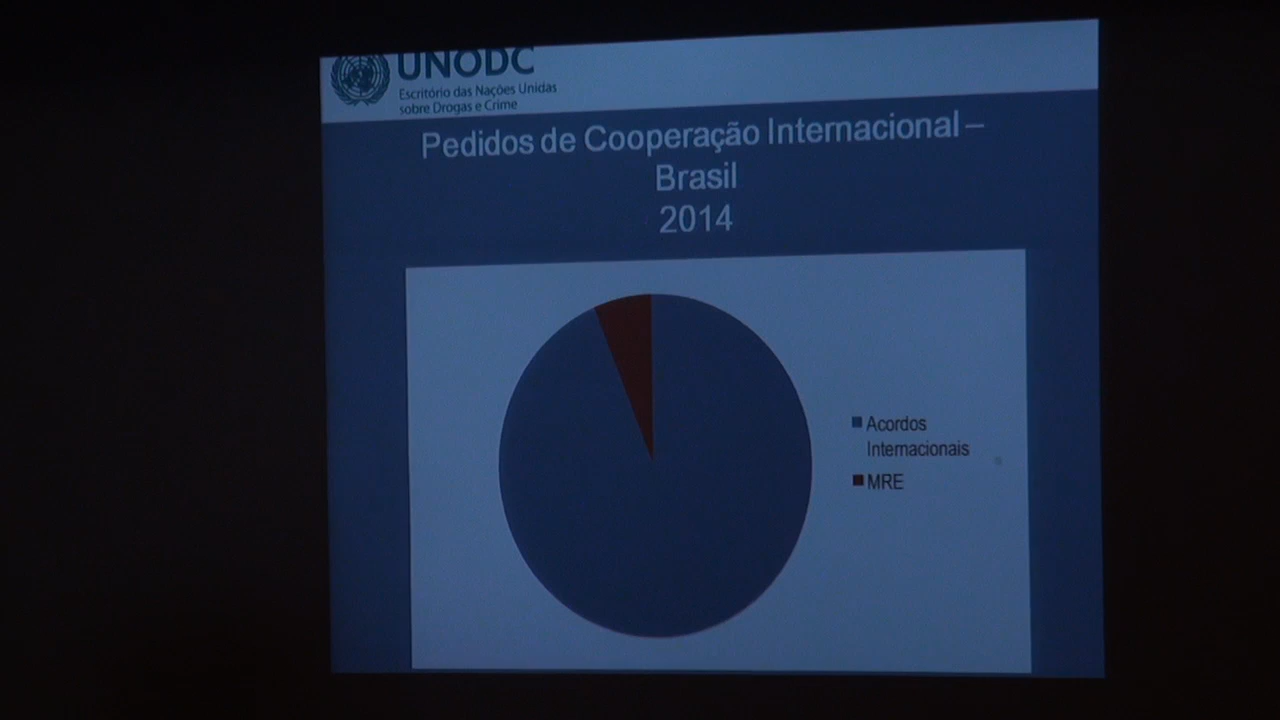 UNODC
Escritório das Nações Unidas
sobre Drogas e Crime
Pedidos de Cooperação Internacional –
Brasil
2014
Acordos
Internacionais
MRE